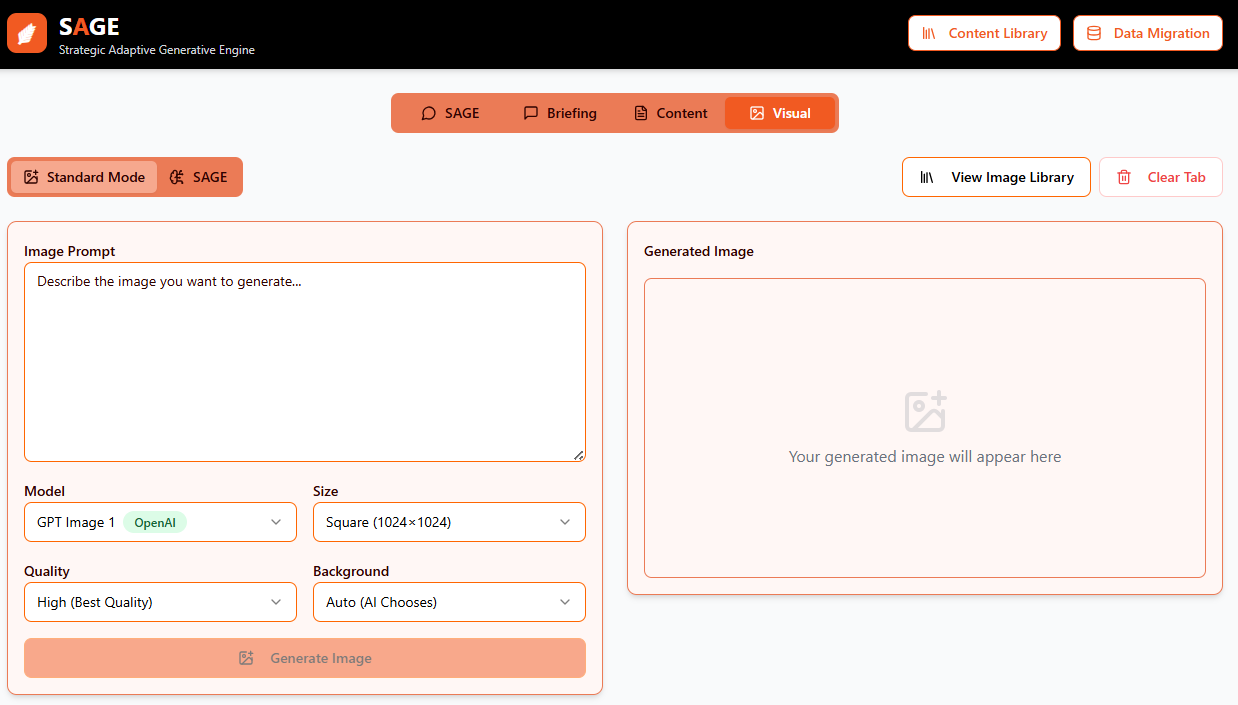 SAGE
Strategic Adaptive Generative Engine
Content Library
Data Migration
SAGE
Briefing
Content
Visual
Standard Mode
SAGE
View Image Library
Clear Tab
Image Prompt
Describe the image you want to generate...
Model
Size
GPT Image 1 OpenAI
Square (1024×1024)
Quality
Background
High (Best Quality)
Auto (AI Chooses)
Generate Image
Generated Image
Your generated image will appear here